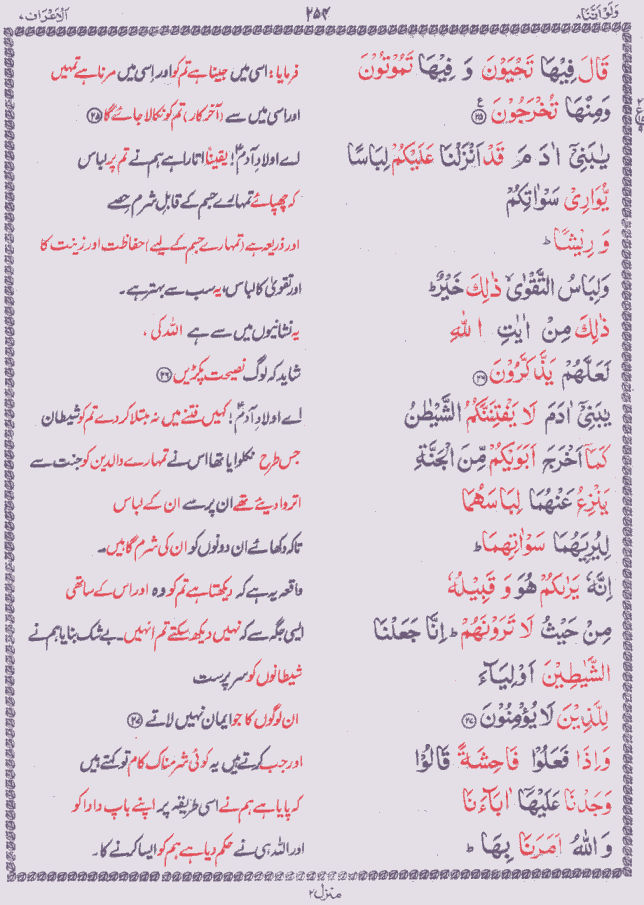 وَلَوْ اَنَّنَا ۸ ۲۵۴ اَلْاَعْرَاف ۷
قَالَ فِيْهَا تَحْيَوْنَ وَ فِيْهَا تَمُوْتُوْنَ فرمایا: اسی میں جینا ہے تم کو اور اِسی میں مرنا ہے تمہیں
وَمِنْهَا تُخْرَجُوْنَ ۲۵ ع اور اسی میں سے (آخرکار) تم کو نکالا جائے گا ۲۵
يٰبَنِيْٓ اٰدَمَ قَدْ اَنْزَلْنَا عَلَيْكُمْ لِبَاسًا اے اولادِ آدمؑ! یقیناً اتارا ہے ہم نے تم پر لباس
يُّوَارِيْ سَوْاٰتِكُمْ کہ چھپائے تمہارے جسم کے قابلِ شرم حصے
وَ رِيْشًا ؕ اور ذریعہ ہے (تمہارے جسم کے لیے) حفاظت اور زینت کا
وَلِبَاسُ التَّقْوٰى ۙ ذٰلِكَ خَيْرٌ ؕ اور تقویٰ کا لباس، یہ سب سے بہتر ہے۔
ذٰلِكَ مِنْ اٰيٰتِ اللّٰهِ یہ نشانیوں میں سے ہے اللہ کی،
لَعَلَّهُمْ يَذَّكَّرُوْنَ ۲۶ شاید کہ لوگ نصیحت پکڑیں ۲۶
يٰبَنِيْٓ اٰدَمَ لَا يَفْتِنَنَّكُمُ الشَّيْطٰنُ اے اولادِ آدمؑ! کہیں فتنے میں نہ مبتلا کر دے تم کو شیطان
كَمَآ اَخْرَجَ اَبَوَيْكُمْ مِّنَ الْجَنَّةِ جس طرح نکلوایا تھا اس نے تمہارے والدین کو جنت سے
يَنْزِعُ عَنْهُمَا لِبَاسَهُمَا اتروا دیئے تھے ان پر سے ان کے لباس
لِيُرِيَهُمَا سَوْاٰتِهِمَا ؕ تاکہ دکھائے ان دونوں کو ان کی شرم گاہیں۔
اِنَّهٗ يَرٰىكُمْ هُوَ وَ قَبِيْلُهٗ واقعہ یہ ہے کہ دیکھتا ہے تم کو وہ اور اس کے ساتھی
مِنْ حَيْثُ لَا تَرَوْنَهُمْ ؕ اِنَّا جَعَلْنَا ایسی جگہ سے کہ نہیں دیکھ سکتے تم انہیں۔ بے شک بنایا ہم نے
الشَّيٰطِيْنَ اَوْلِيَآءَ شیطانوں کو سرپرست
لِلَّذِيْنَ لَا يُؤْمِنُوْنَ ۲۷ ان لوگوں کا جو ایمان نہیں لاتے ۲۷
وَاِذَا فَعَلُوْا فَاحِشَةً قَالُوْا اور جب کرتے ہیں یہ کوئی شرمناک کام تو کہتے ہیں
وَجَدْنَا عَلَيْهَا اٰبَآءَنَا کہ پایا ہے ہم نے اسی طریقہ پر اپنے باپ دادا کو
وَاللّٰهُ اَمَرَنَا بِهَا ؕ اور اللہ ہی نے حکم دیا ہے ہم کو ایسا کرنے کا۔
منزل ۲